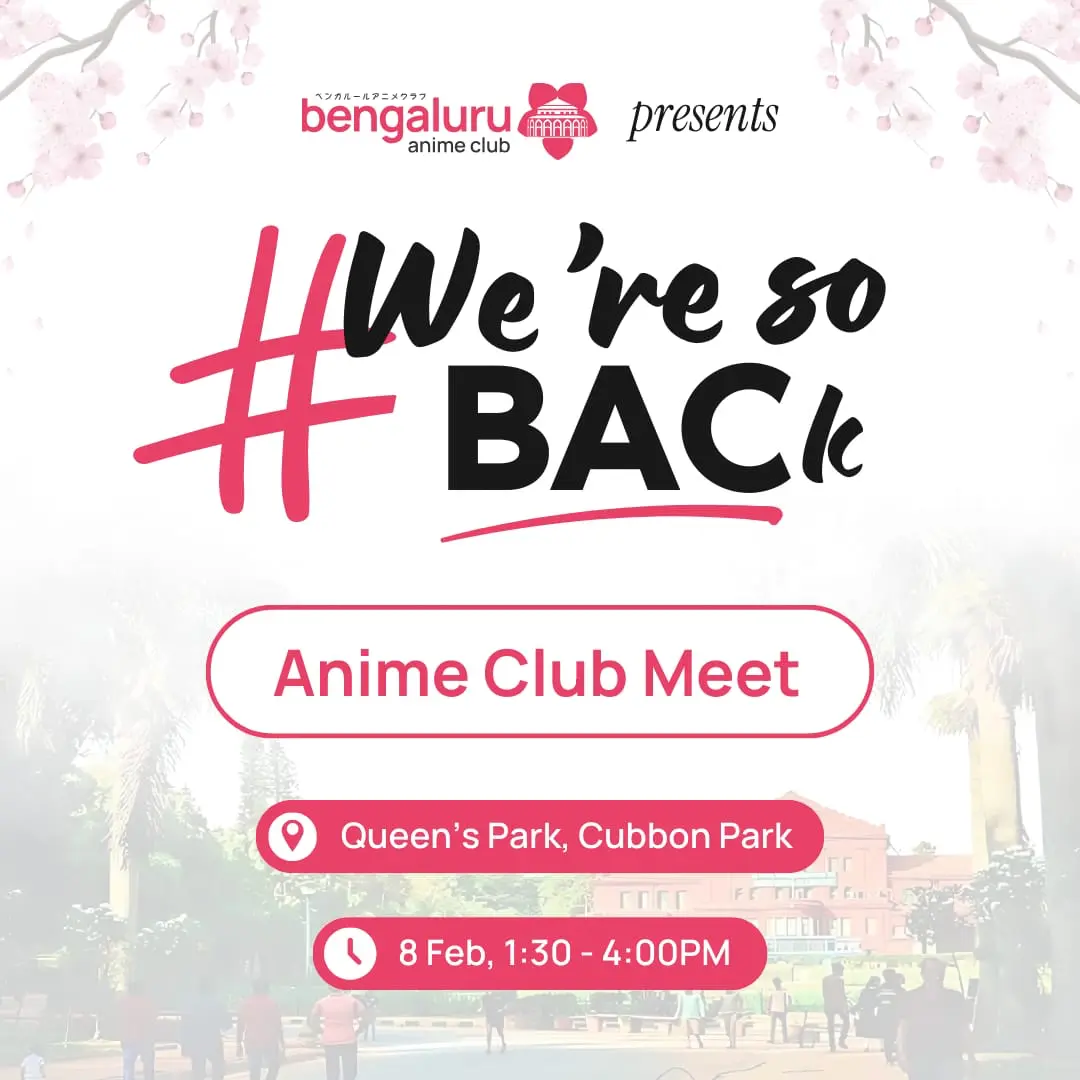 ベンガルールアニメクラブ
bengaluru
anime club
presents
#We're so
BACk
Anime Club Meet
Queen's Park, Cubbon Park
8 Feb, 1:30 - 4:00PM